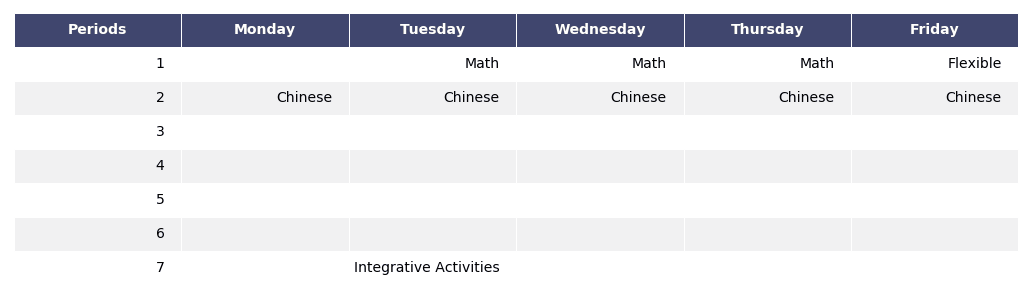 Periods Monday Tuesday Wednesday Thursday Friday
1 Math Math Math Flexible
2 Chinese Chinese Chinese Chinese Chinese
3
4
5
6
7 Integrative Activities